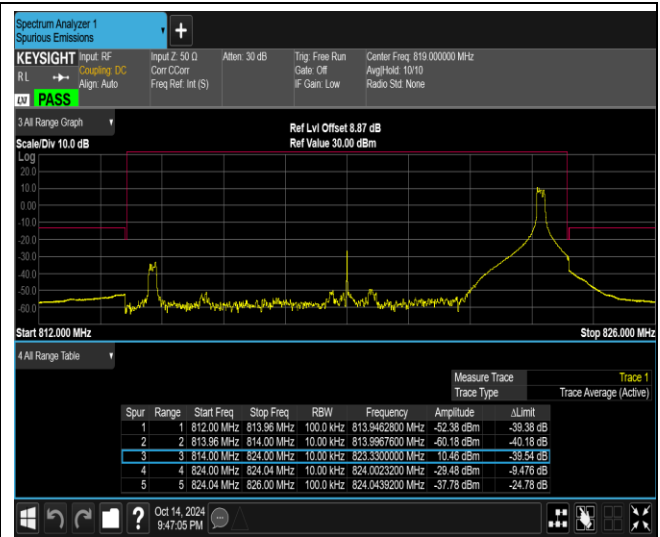 Spectrum Analyzer 1
Spurious Emissions
KEYSIGHT Input: RF Input Z: 50 Ω Atten: 30 dB Trig: Free Run Center Freq: 819.000000 MHz
R L Coupling: DC Corr CCorr Gate: Off Avg|Hold: 10/10
Align: Auto Freq Ref: Int (S) IF Gain: Low Radio Std: None
LXI PASS
3 All Range Graph
Ref Lvl Offset 8.87 dB
Scale/Div 10.0 dB Ref Value 30.00 dBm
Log
20.0
10.0
0.00
-10.0
-20.0
-30.0
-40.0
-50.0
-60.0
Start 812.000 MHz Stop 826.000 MHz
4 All Range Table
Measure Trace Trace 1
Trace Type Trace Average (Active)
Spur Range Start Freq Stop Freq RBW Frequency Amplitude ΔLimit
1 1 812.00 MHz 813.96 MHz 100.0 kHz 813.9462800 MHz -52.38 dBm -39.38 dB
2 2 813.96 MHz 814.00 MHz 10.00 kHz 813.9967600 MHz -60.18 dBm -40.18 dB
3 3 814.00 MHz 824.00 MHz 10.00 kHz 823.3300000 MHz 10.46 dBm -39.54 dB
4 4 824.00 MHz 824.04 MHz 10.00 kHz 824.0023200 MHz -29.48 dBm -9.476 dB
5 5 824.04 MHz 826.00 MHz 100.0 kHz 824.0439200 MHz -37.78 dBm -24.78 dB
? Oct 14, 2024
9:47:05 PM